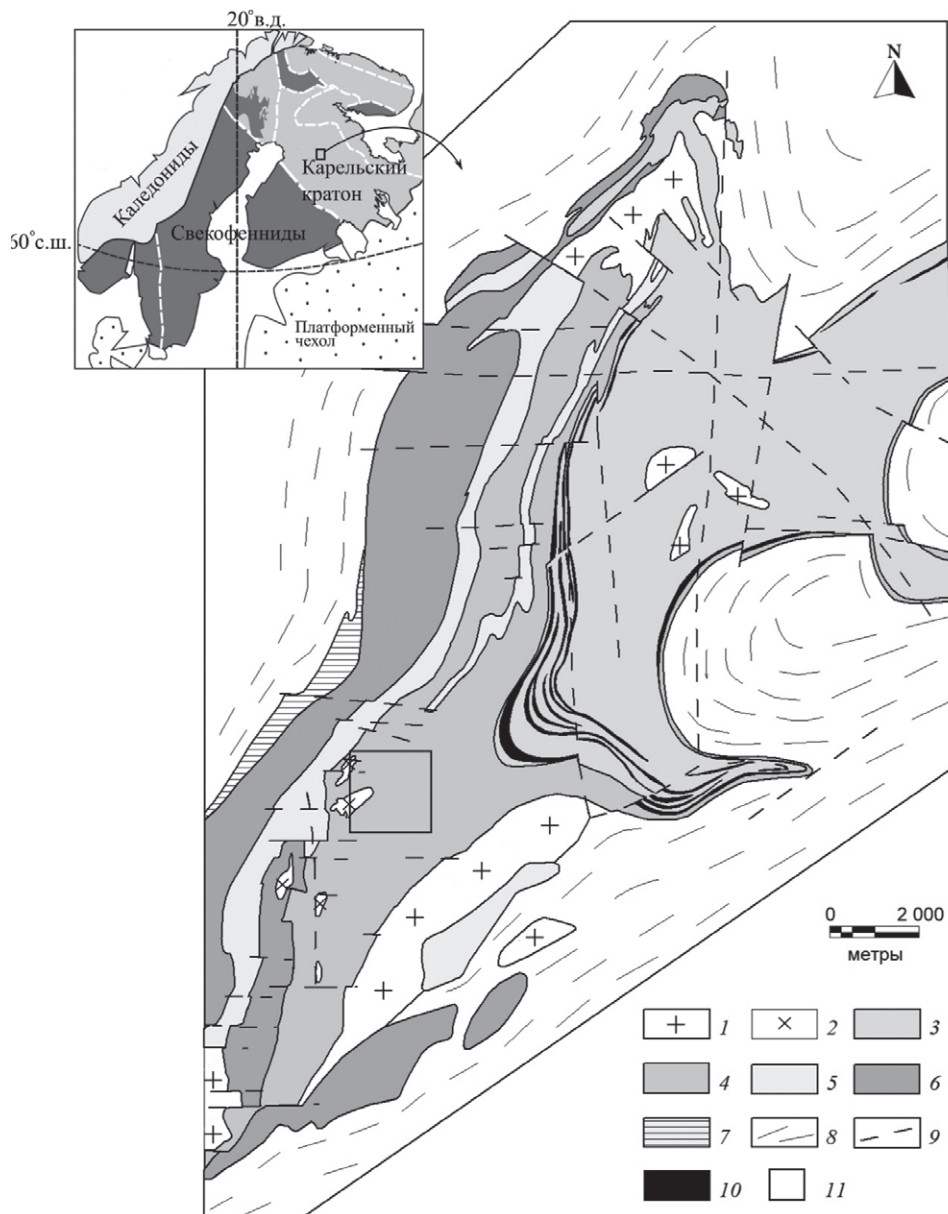 20°в.д.
N
Каледониды
Карельский
кратон
Свекофенниды
60°с.ш.
Платформенный
чехол
0 2 000
метры
1 2 3
4 5 6
7 8 9
10 11